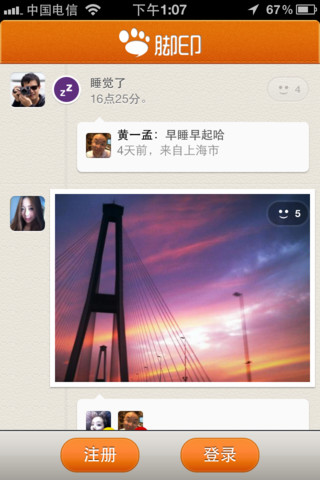 中国电信 下午1:07 67%
脚印
睡觉了
16点25分。
4
z z
黄一孟：早睡早起哈
4天前，来自上海市
5
注册 登录